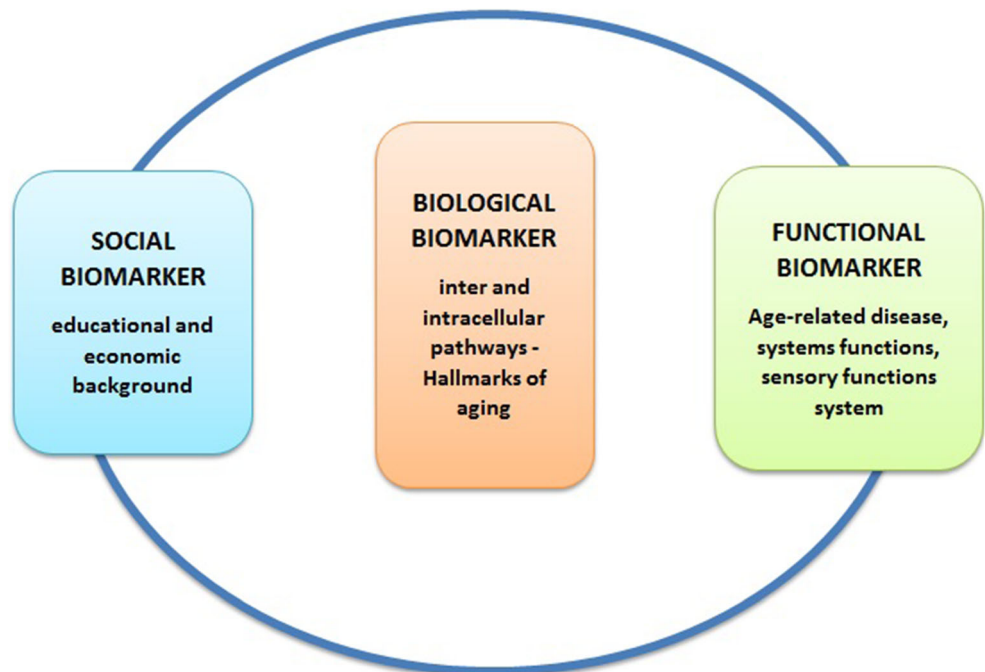 SOCIAL
BIOMARKER
educational and
economic
background
BIOLOGICAL
BIOMARKER
inter and
intracellular
pathways -
Hallmarks of
aging
FUNCTIONAL
BIOMARKER
Age-related disease,
systems functions,
sensory functions
system